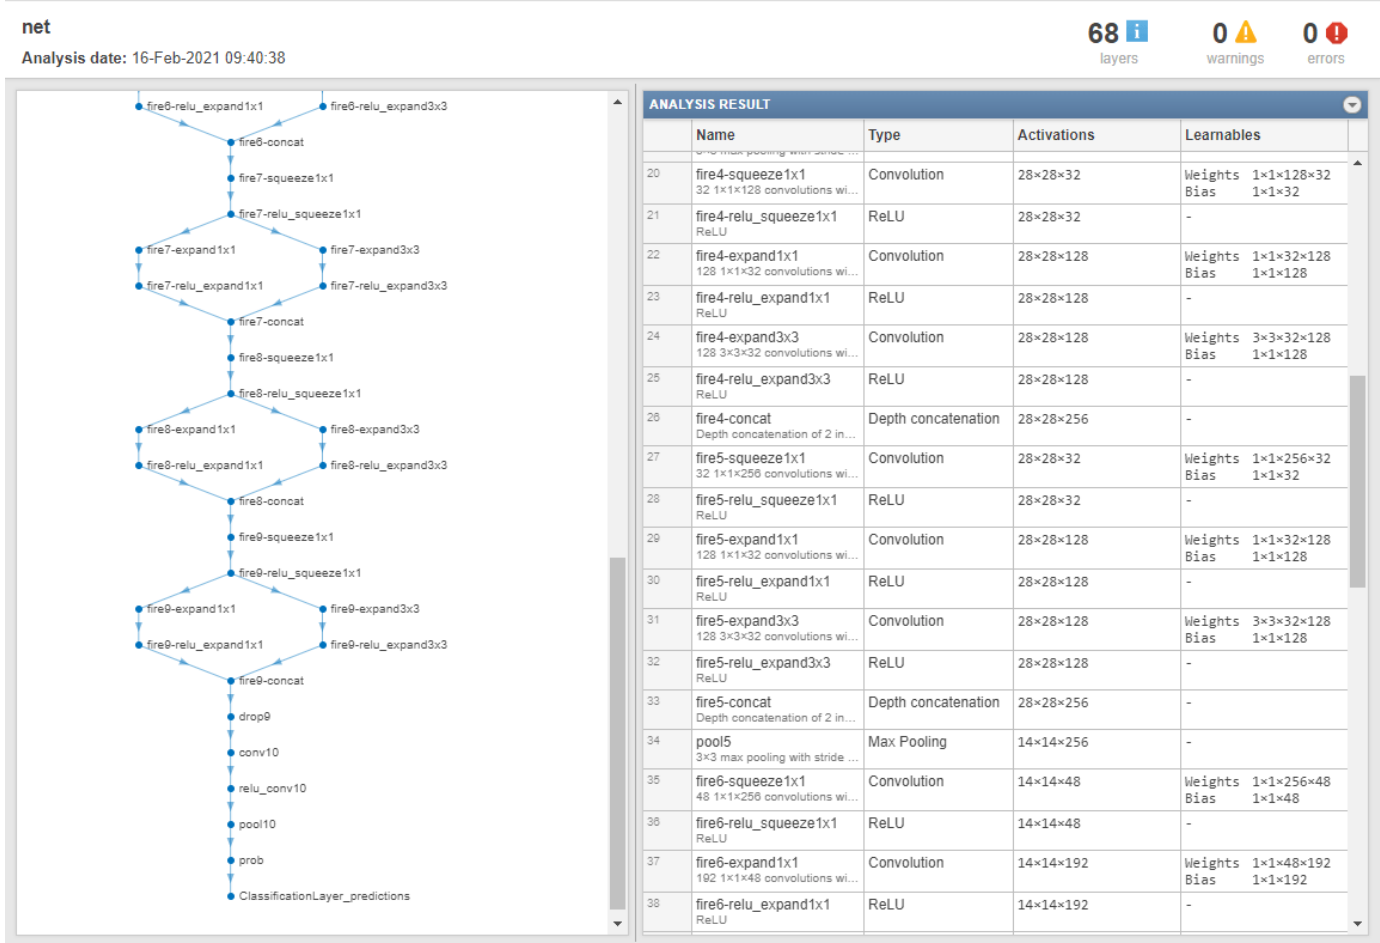 net
Analysis date: 16-Feb-2021 09:40:38
68 i
layers
0
warnings
0
errors
fire6-relu_expand1x1 fire6-relu_expand3x3
fire6-concat
fire7-squeeze1x1
fire7-relu_squeeze1x1
fire7-expand1x1 fire7-expand3x3
fire7-relu_expand1x1 fire7-relu_expand3x3
fire7-concat
fire8-squeeze1x1
fire8-relu_squeeze1x1
fire8-expand1x1 fire8-expand3x3
fire8-relu_expand1x1 fire8-relu_expand3x3
fire8-concat
fire9-squeeze1x1
fire9-relu_squeeze1x1
fire9-expand1x1 fire9-expand3x3
fire9-relu_expand1x1 fire9-relu_expand3x3
fire9-concat
drop9
conv10
relu_conv10
pool10
prob
ClassificationLayer_predictions
ANALYSIS RESULT
Name Type Activations Learnables
3×3 max pooling with stride ...
20 fire4-squeeze1x1 Convolution 28×28×32 Weights 1×1×128×32
32 1×1×128 convolutions wi... Bias 1×1×32
21 fire4-relu_squeeze1x1 ReLU 28×28×32 -
ReLU
22 fire4-expand1x1 Convolution 28×28×128 Weights 1×1×32×128
128 1×1×32 convolutions wi... Bias 1×1×128
23 fire4-relu_expand1x1 ReLU 28×28×128 -
ReLU
24 fire4-expand3x3 Convolution 28×28×128 Weights 3×3×32×128
128 3×3×32 convolutions wi... Bias 1×1×128
25 fire4-relu_expand3x3 ReLU 28×28×128 -
ReLU
26 fire4-concat Depth concatenation 28×28×256 -
Depth concatenation of 2 in...
27 fire5-squeeze1x1 Convolution 28×28×32 Weights 1×1×256×32
32 1×1×256 convolutions wi... Bias 1×1×32
28 fire5-relu_squeeze1x1 ReLU 28×28×32 -
ReLU
29 fire5-expand1x1 Convolution 28×28×128 Weights 1×1×32×128
128 1×1×32 convolutions wi... Bias 1×1×128
30 fire5-relu_expand1x1 ReLU 28×28×128 -
ReLU
31 fire5-expand3x3 Convolution 28×28×128 Weights 3×3×32×128
128 3×3×32 convolutions wi... Bias 1×1×128
32 fire5-relu_expand3x3 ReLU 28×28×128 -
ReLU
33 fire5-concat Depth concatenation 28×28×256 -
Depth concatenation of 2 in...
34 pool5 Max Pooling 14×14×256 -
3×3 max pooling with stride ...
35 fire6-squeeze1x1 Convolution 14×14×48 Weights 1×1×256×48
48 1×1×256 convolutions wi... Bias 1×1×48
36 fire6-relu_squeeze1x1 ReLU 14×14×48 -
ReLU
37 fire6-expand1x1 Convolution 14×14×192 Weights 1×1×48×192
192 1×1×48 convolutions wi... Bias 1×1×192
38 fire6-relu_expand1x1 ReLU 14×14×192 -
ReLU